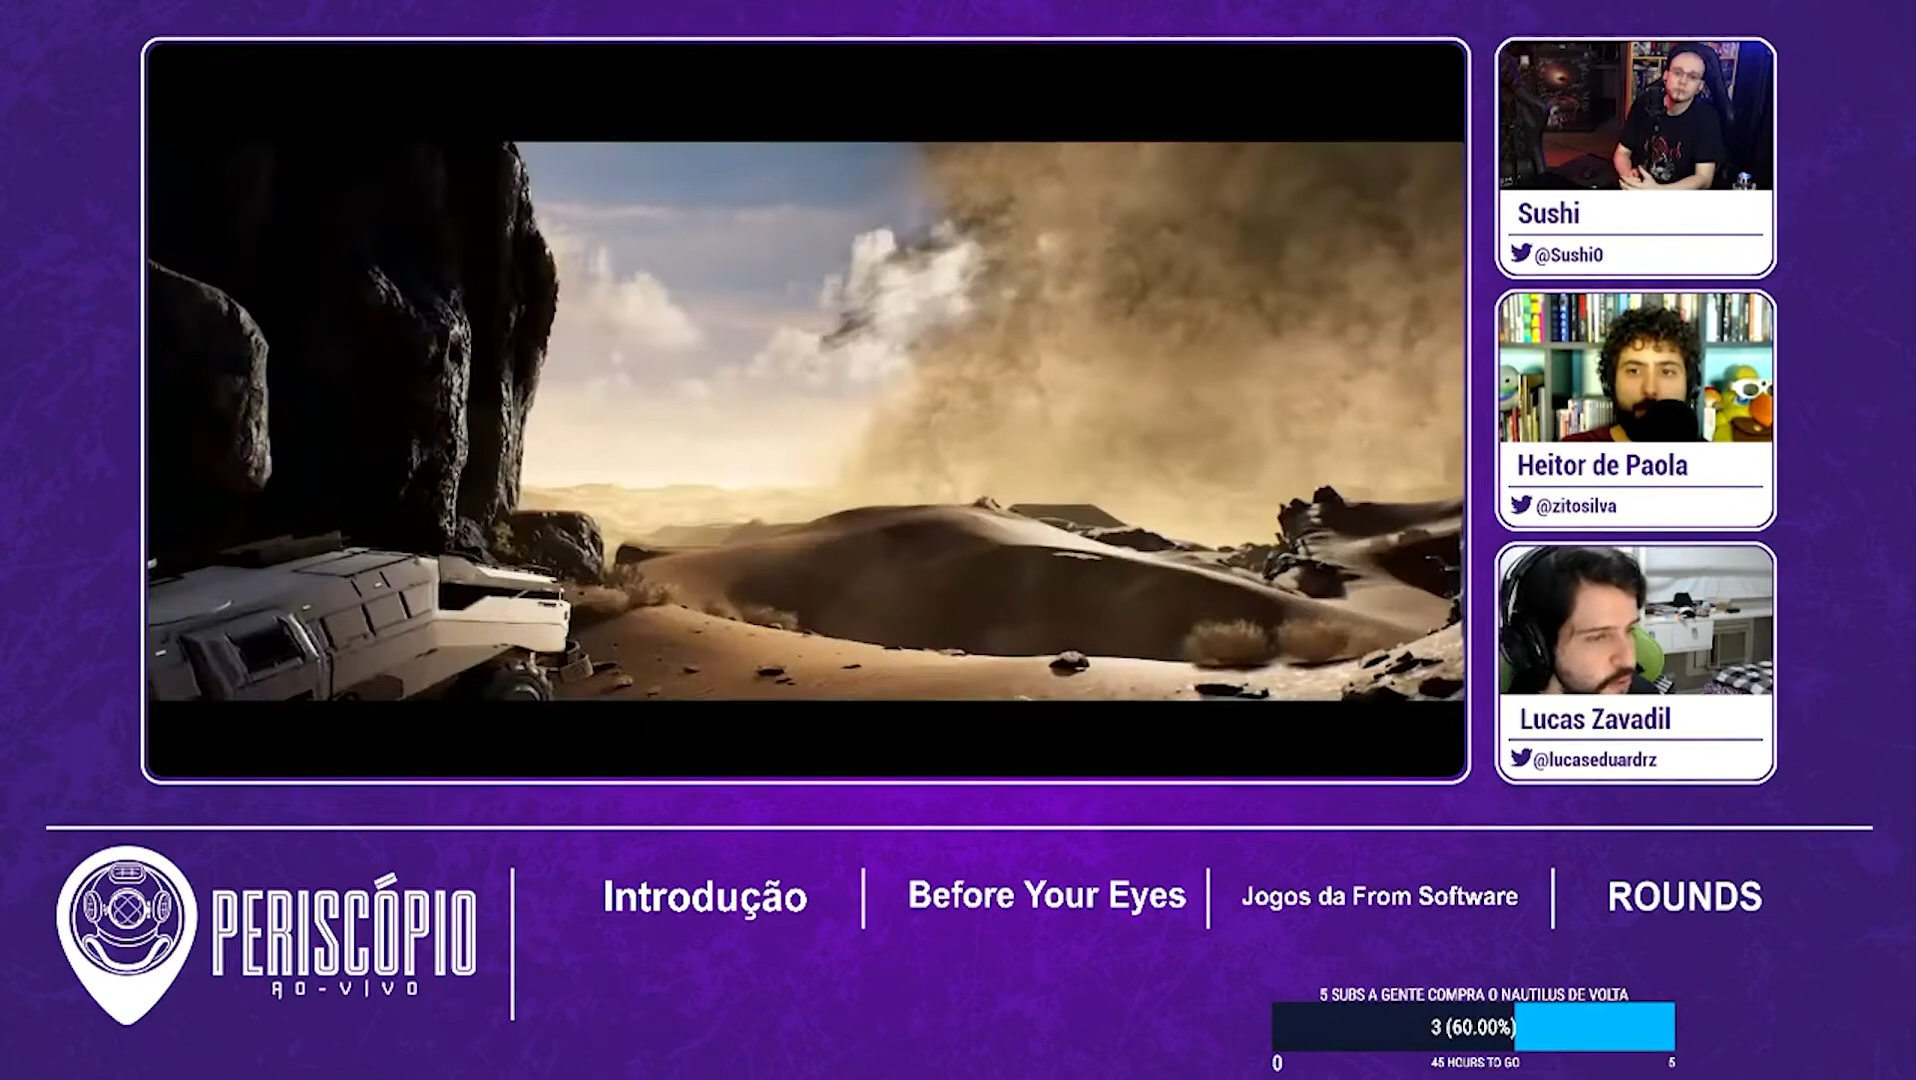 Sushi
@Sushi0
Heitor de Paola
@zitosilva
Lucas Zavadil
@lucaseduardrz
PERISCÓPIO
AO-VIVO
Introdução
Before Your Eyes
Jogos da From Software
ROUNDS
5 SUBS A GENTE COMPRA O NAUTILUS DE VOLTA
3 (60.00%)
0
45 HOURS TO GO
5